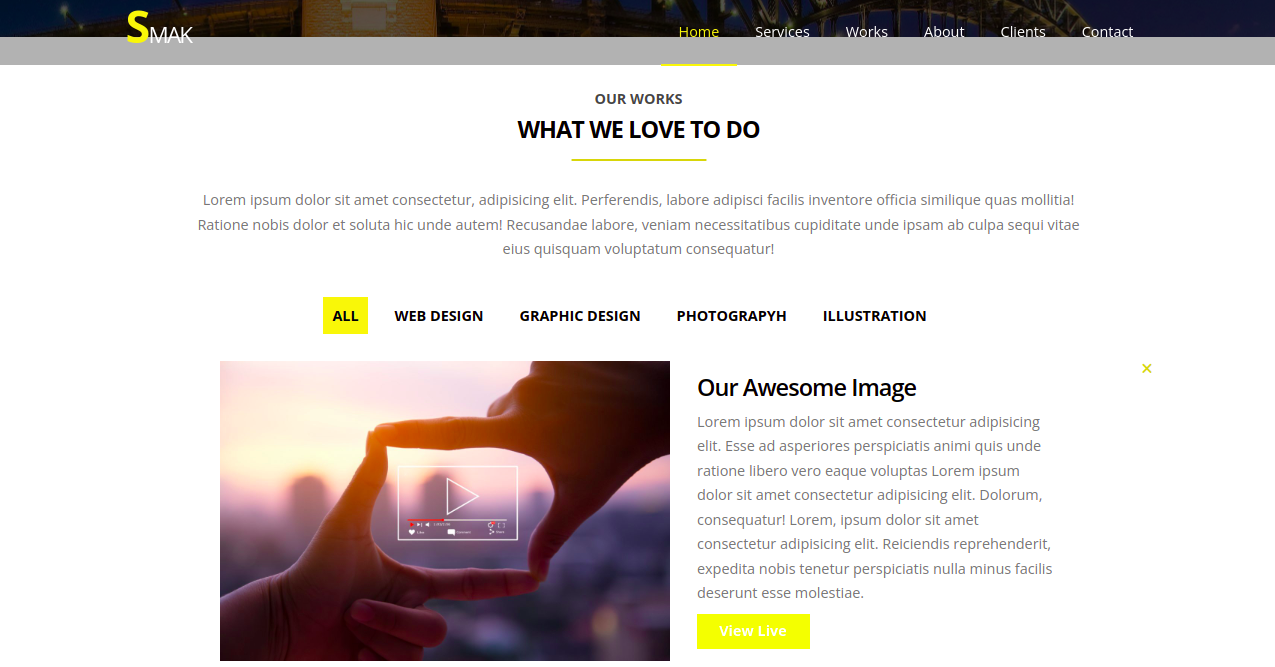 SMAK
Home Services Works About Clients Contact
OUR WORKS
WHAT WE LOVE TO DO
Lorem ipsum dolor sit amet consectetur, adipisicing elit. Perferendis, labore adipisci facilis inventore officia similique quas mollitia!
Ratione nobis dolor et soluta hic unde autem! Recusandae labore, veniam necessitatibus cupiditate unde ipsam ab culpa sequi vitae
eius quisquam voluptatum consequatur!
ALL WEB DESIGN GRAPHIC DESIGN PHOTOGRAPYH ILLUSTRATION
×
Our Awesome Image
Lorem ipsum dolor sit amet consectetur adipisicing
elit. Esse ad asperiores perspiciatis animi quis unde
ratione libero vero eaque voluptas Lorem ipsum
dolor sit amet consectetur adipisicing elit. Dolorum,
consequatur! Lorem, ipsum dolor sit amet
consectetur adipisicing elit. Reiciendis reprehenderit,
expedita nobis tenetur perspiciatis nulla minus facilis
deserunt esse molestiae.
View Live